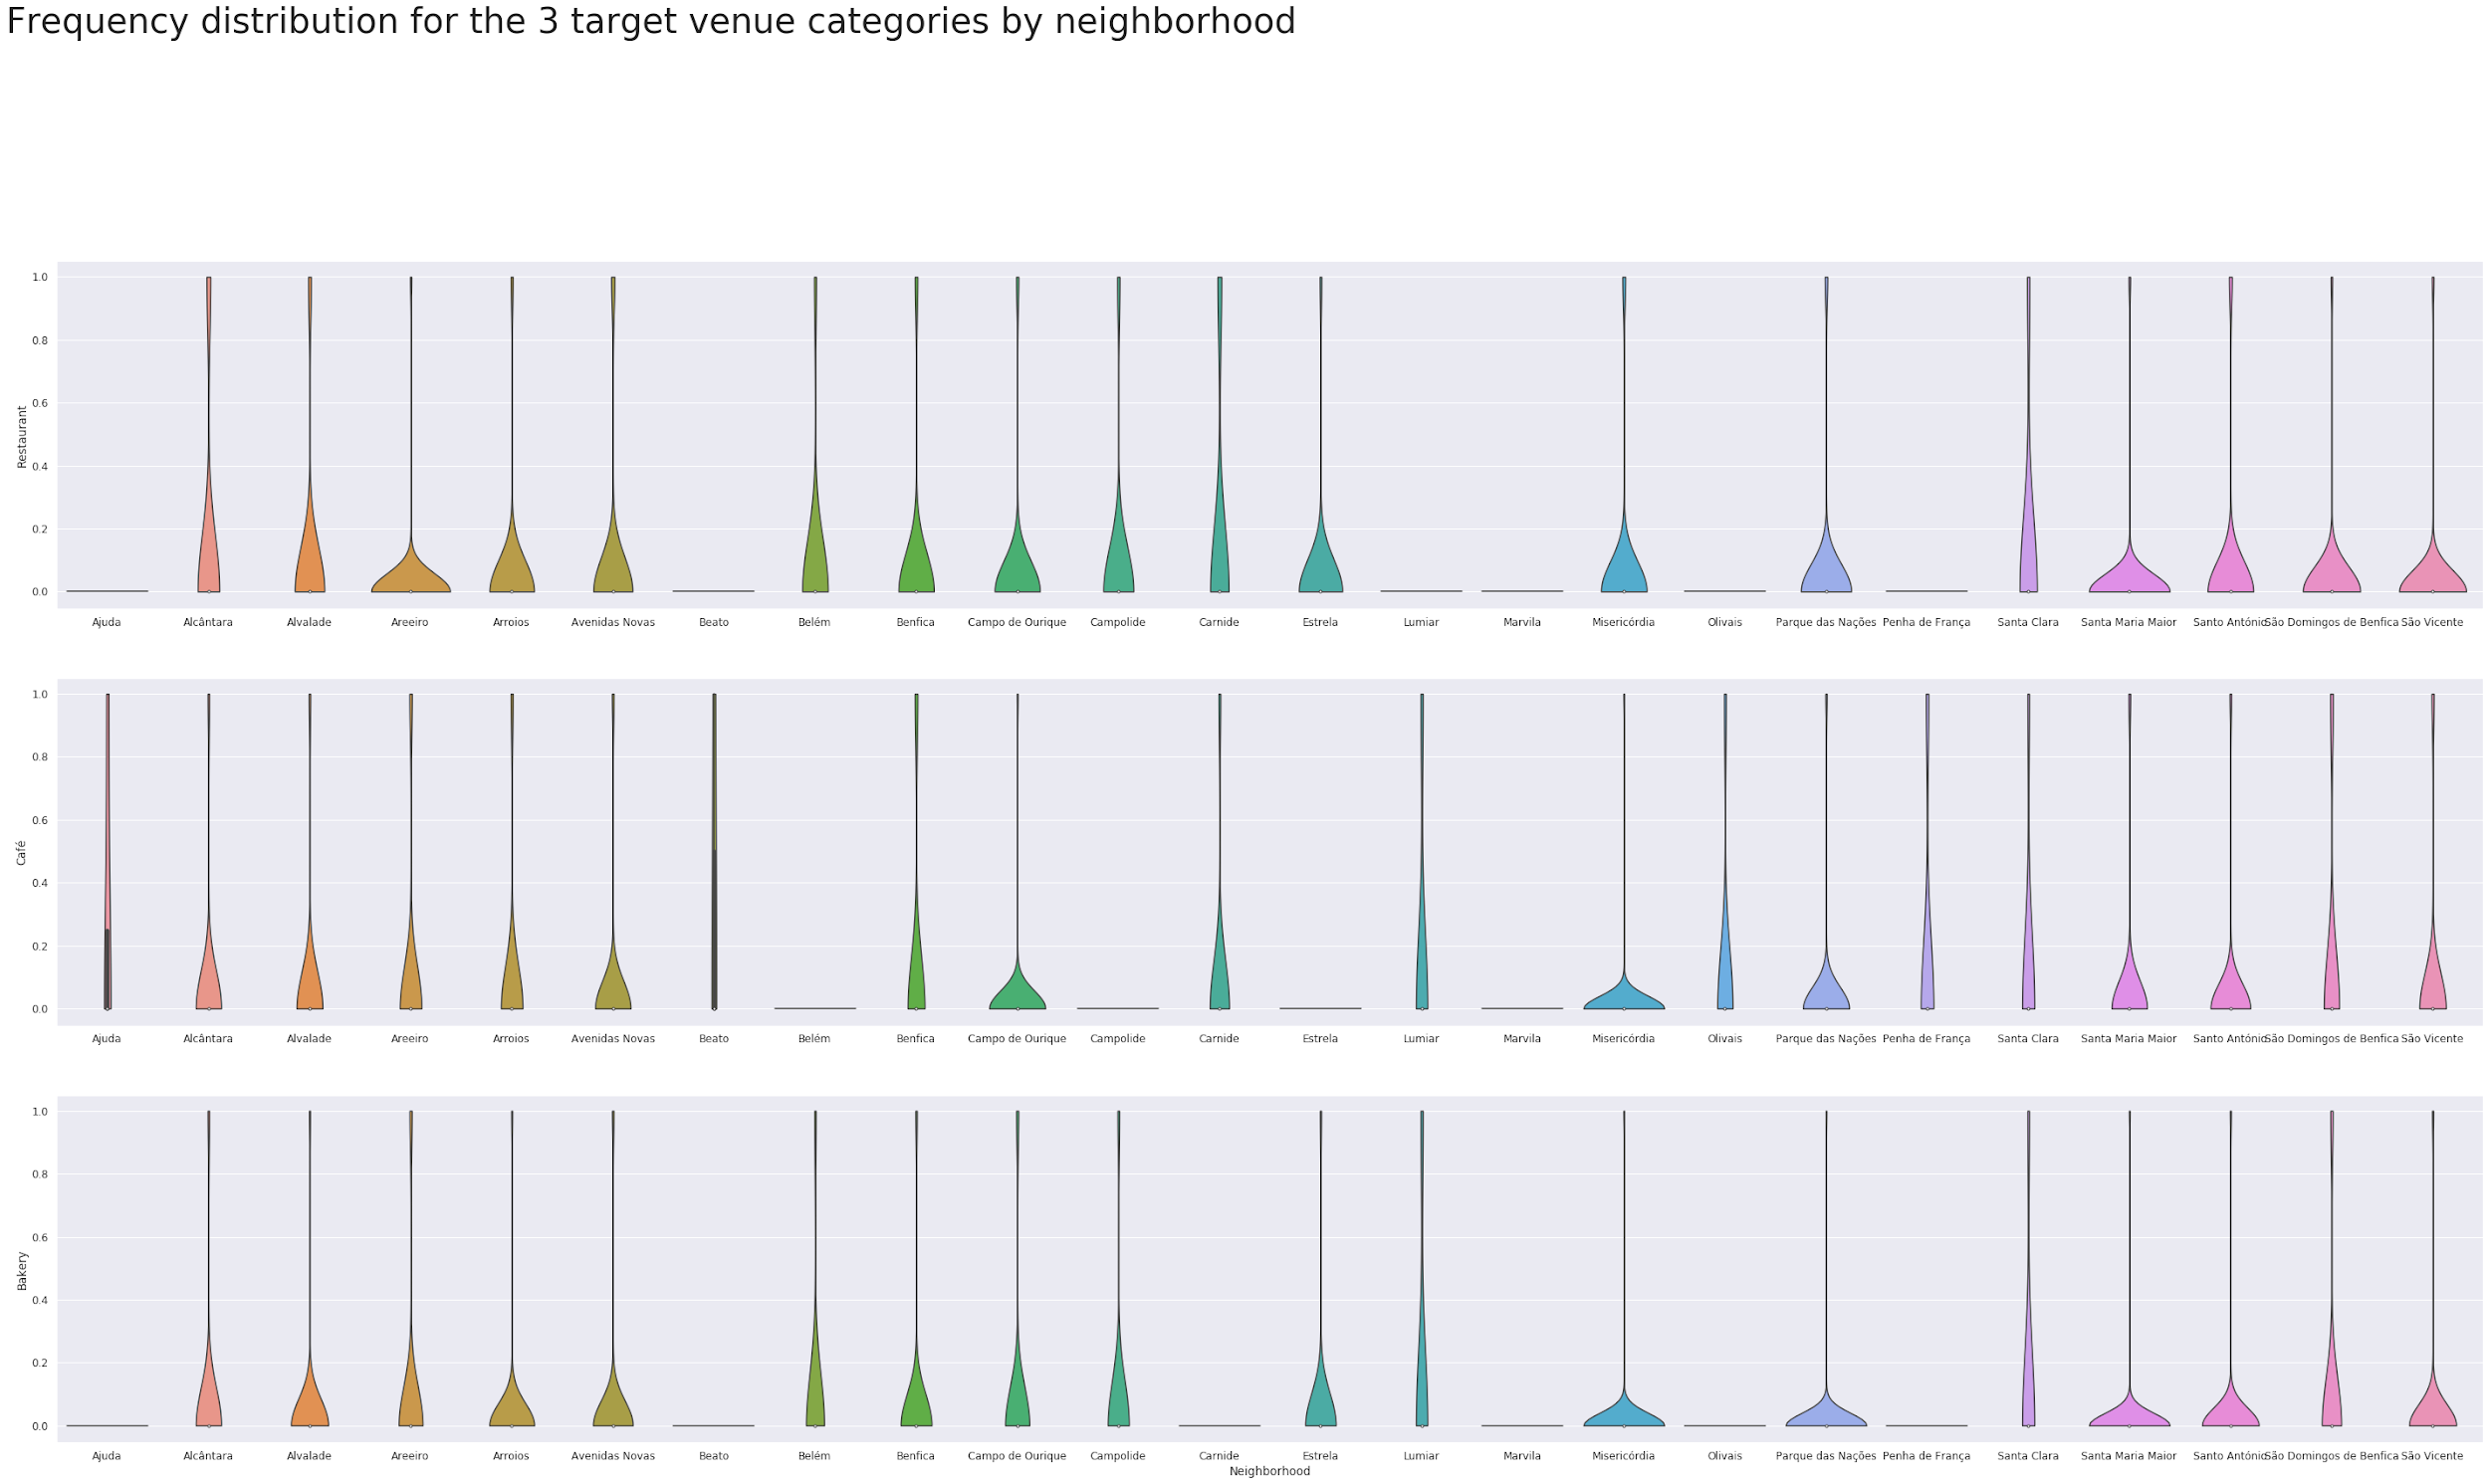 Frequency distribution for the 3 target venue categories by neighborhood
1.0
0.8
0.6
0.4
0.2
0.0
Restaurant
Ajuda Alcântara Alvalade Areeiro Arroios Avenidas Novas Beato Belém Benfica Campo de Ourique Campolide Carnide Estrela Lumiar Marvila Misericórdia Olivais Parque das Nações Penha de França Santa Clara Santa Maria Maior Santo António São Domingos de Benfica São Vicente
1.0
0.8
0.6
0.4
0.2
0.0
Café
Ajuda Alcântara Alvalade Areeiro Arroios Avenidas Novas Beato Belém Benfica Campo de Ourique Campolide Carnide Estrela Lumiar Marvila Misericórdia Olivais Parque das Nações Penha de França Santa Clara Santa Maria Maior Santo António São Domingos de Benfica São Vicente
1.0
0.8
0.6
0.4
0.2
0.0
Bakery
Ajuda Alcântara Alvalade Areeiro Arroios Avenidas Novas Beato Belém Benfica Campo de Ourique Campolide Carnide Estrela Lumiar Marvila Misericórdia Olivais Parque das Nações Penha de França Santa Clara Santa Maria Maior Santo António São Domingos de Benfica São Vicente
Neighborhood